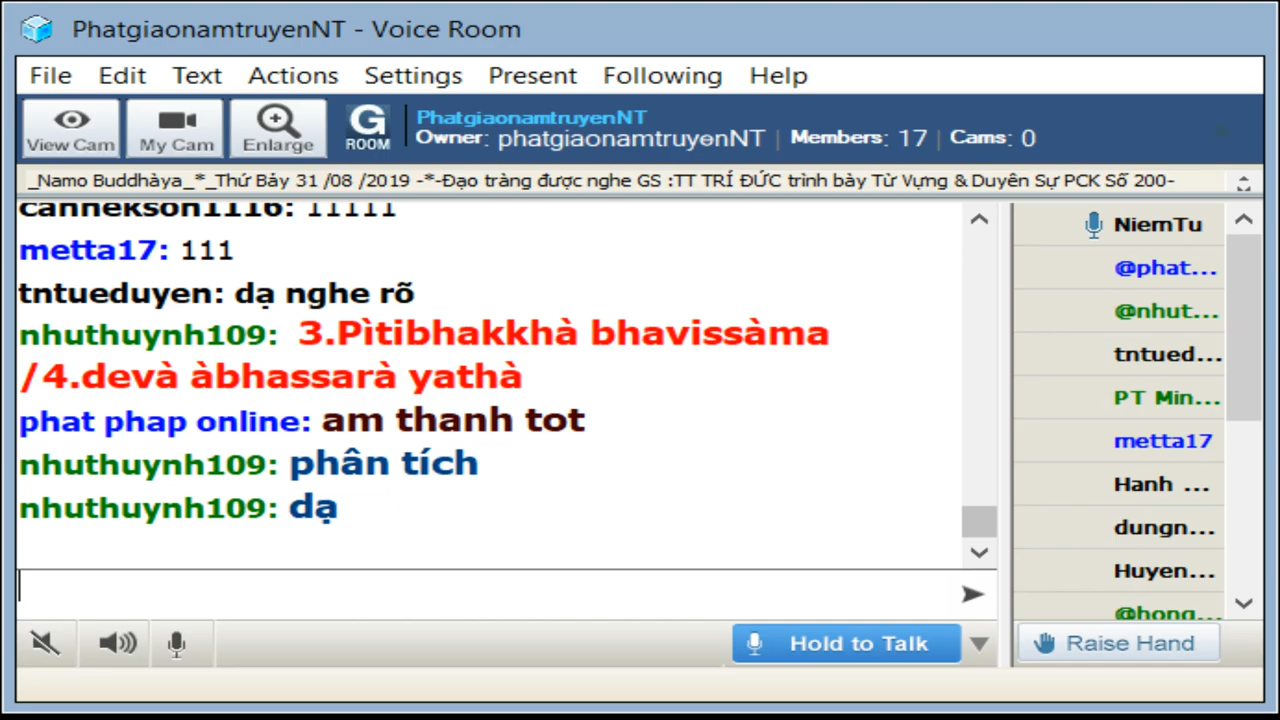 PhatgiaonamtruyenNT - Voice Room
File Edit Text Actions Settings Present Following Help
View Cam My Cam Enlarge G ROOM
PhatgiaonamtruyenNT
Owner: phatgiaonamtruyenNT | Members: 17 | Cams: 0
_Namo Buddhàya_*_Thứ Bảy 31 /08 /2019 -*-Đạo tràng được nghe GS :TT TRÍ ĐỨC trình bày Từ Vựng & Duyên Sự PCK Số 200-
cannekson1116: 11111
metta17: 111
tntueduyen: dạ nghe rõ
nhuthuynh109: 3.Pìtibhakkhà bhavissàma
/4.devà àbhassarà yathà
phat phap online: am thanh tot
nhuthuynh109: phân tích
nhuthuynh109: dạ
NiemTu
@phat...
@nhut...
tntued...
PT Min...
metta17
Hanh ...
dungn...
Huyen...
@hong...
Hold to Talk
Raise Hand